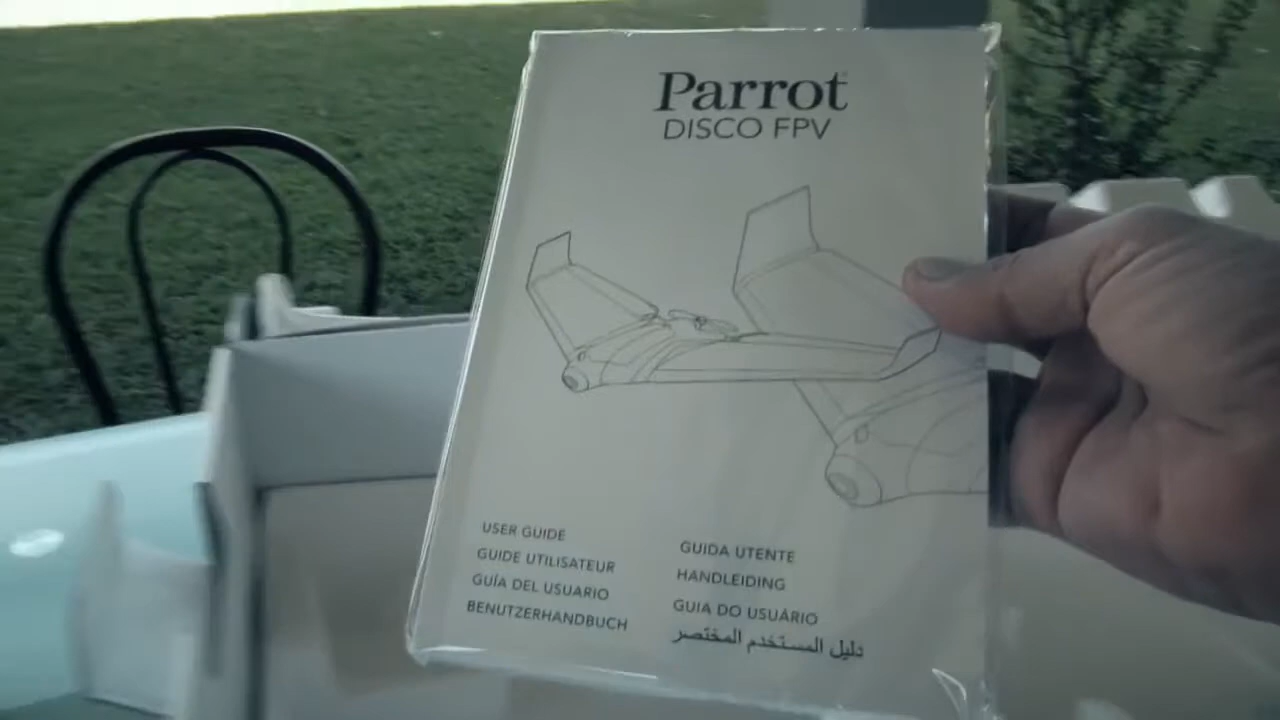 Parrot
DISCO FPV
USER GUIDE
GUIDE UTILISATEUR
GUÍA DEL USUARIO
BENUTZERHANDBUCH
GUIDA UTENTE
HANDLEIDING
GUIA DO USUÁRIO
دليل المستخدم المختصر